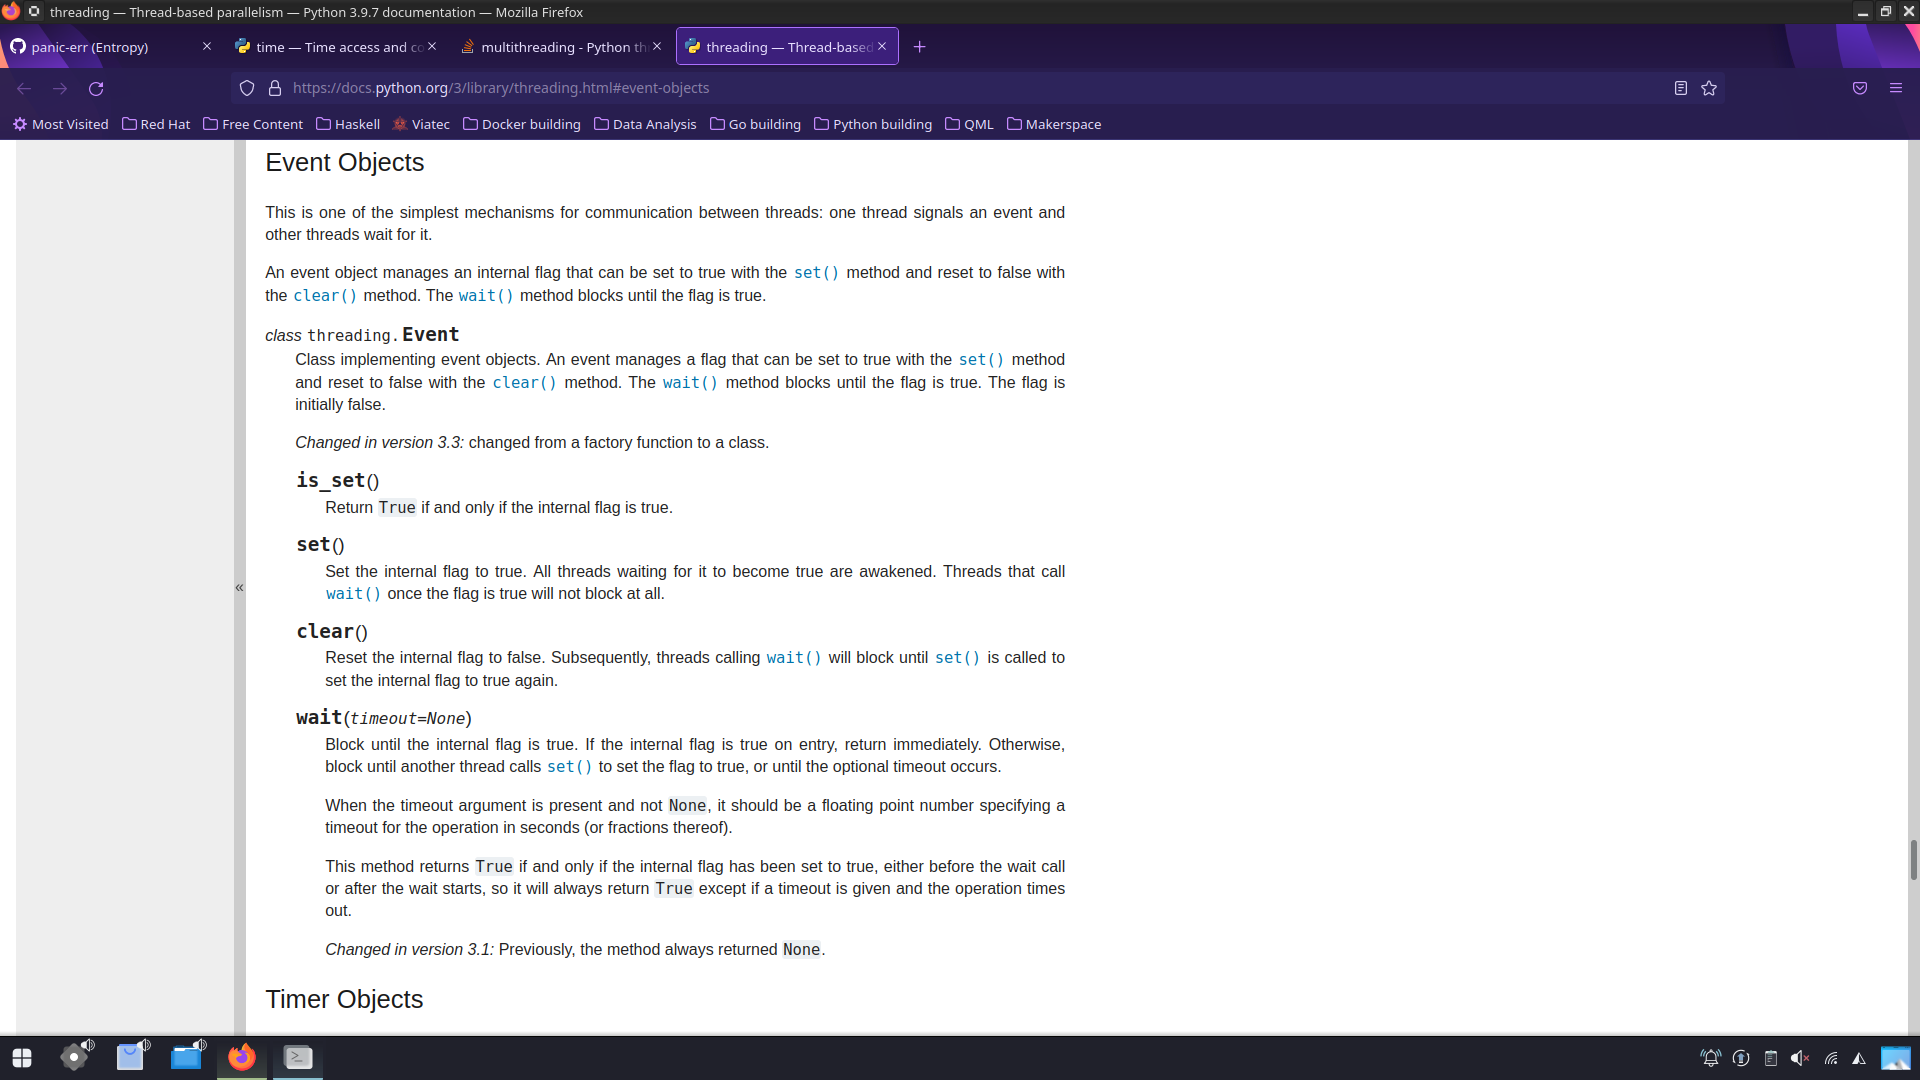 threading — Thread-based parallelism — Python 3.9.7 documentation — Mozilla Firefox
panic-err (Entropy)
time — Time access and co
multithreading - Python th
threading — Thread-based
https://docs.python.org/3/library/threading.html#event-objects
Most Visited
Red Hat
Free Content
Haskell
Viatec
Docker building
Data Analysis
Go building
Python building
QML
Makerspace
Event Objects
This is one of the simplest mechanisms for communication between threads: one thread signals an event and
other threads wait for it.
An event object manages an internal flag that can be set to true with the set() method and reset to false with
the clear() method. The wait() method blocks until the flag is true.
class threading.Event
Class implementing event objects. An event manages a flag that can be set to true with the set() method
and reset to false with the clear() method. The wait() method blocks until the flag is true. The flag is
initially false.
Changed in version 3.3: changed from a factory function to a class.
is_set()
Return True if and only if the internal flag is true.
set()
Set the internal flag to true. All threads waiting for it to become true are awakened. Threads that call
wait() once the flag is true will not block at all.
«
clear()
Reset the internal flag to false. Subsequently, threads calling wait() will block until set() is called to
set the internal flag to true again.
wait(timeout=None)
Block until the internal flag is true. If the internal flag is true on entry, return immediately. Otherwise,
block until another thread calls set() to set the flag to true, or until the optional timeout occurs.
When the timeout argument is present and not None, it should be a floating point number specifying a
timeout for the operation in seconds (or fractions thereof).
This method returns True if and only if the internal flag has been set to true, either before the wait call
or after the wait starts, so it will always return True except if a timeout is given and the operation times
out.
Changed in version 3.1: Previously, the method always returned None.
Timer Objects